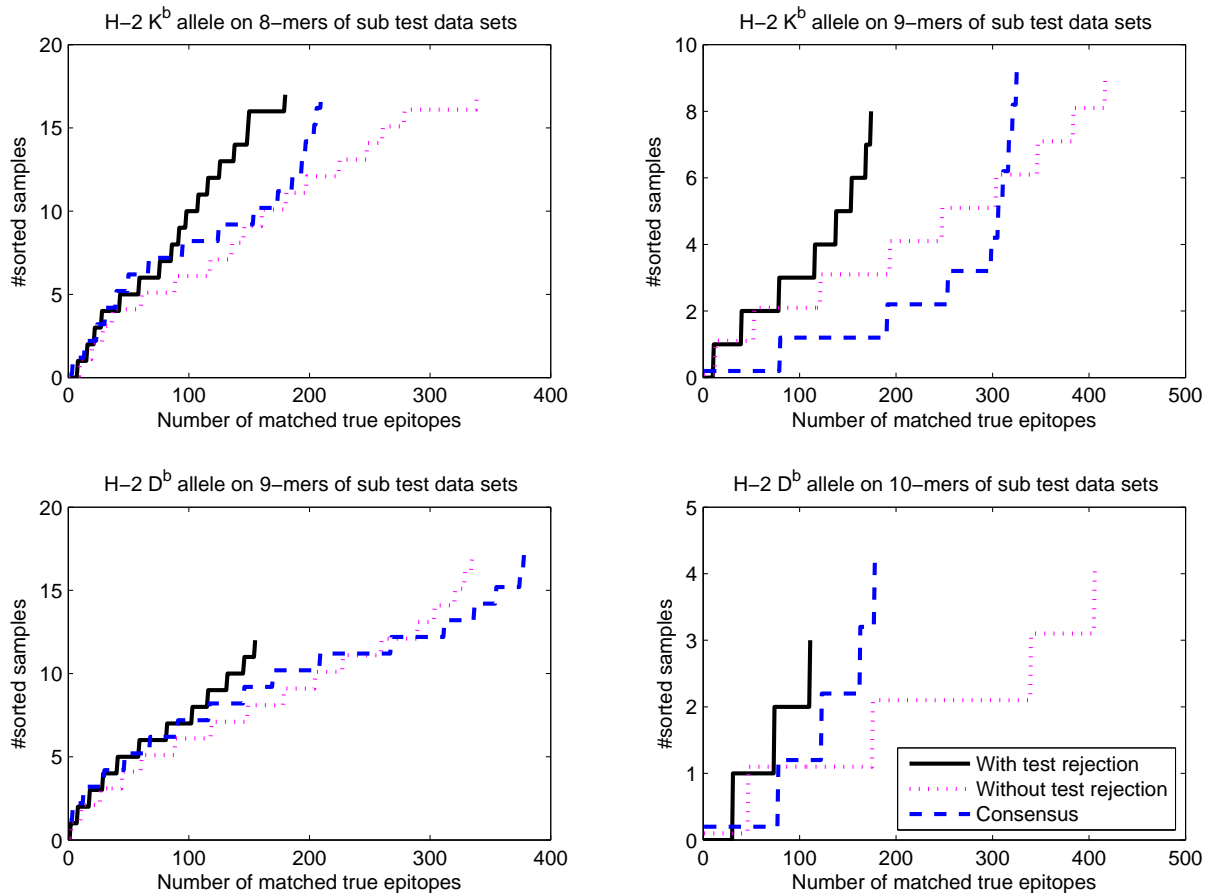 H−2 K^b allele on 8−mers of sub test data sets
20
15
10
5
0
#sorted samples
0 100 200 300 400
Number of matched true epitopes
H−2 K^b allele on 9−mers of sub test data sets
10
8
6
4
2
0
#sorted samples
0 100 200 300 400 500
Number of matched true epitopes
H−2 D^b allele on 9−mers of sub test data sets
20
15
10
5
0
#sorted samples
0 100 200 300 400
Number of matched true epitopes
H−2 D^b allele on 10−mers of sub test data sets
5
4
3
2
1
0
#sorted samples
With test rejection
Without test rejection
Consensus
0 100 200 300 400 500
Number of matched true epitopes